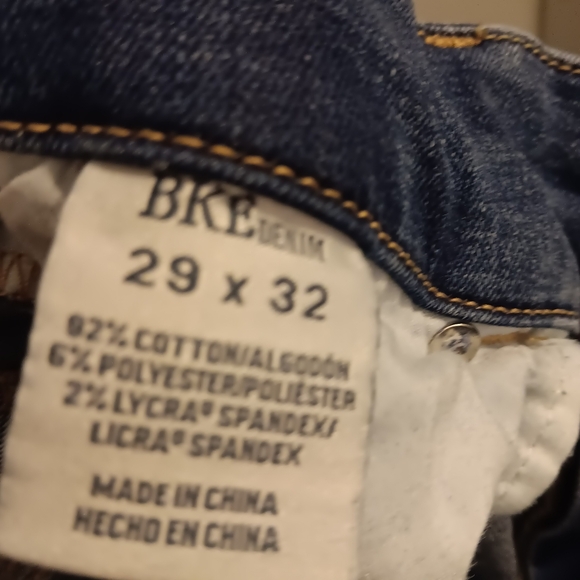 BKE DENIM
29 x 32
92% COTTON/ALGODÓN
6% POLYESTER/POLIÉSTER
2% LYCRA® SPANDEX/
LICRA® SPANDEX
MADE IN CHINA
HECHO EN CHINA